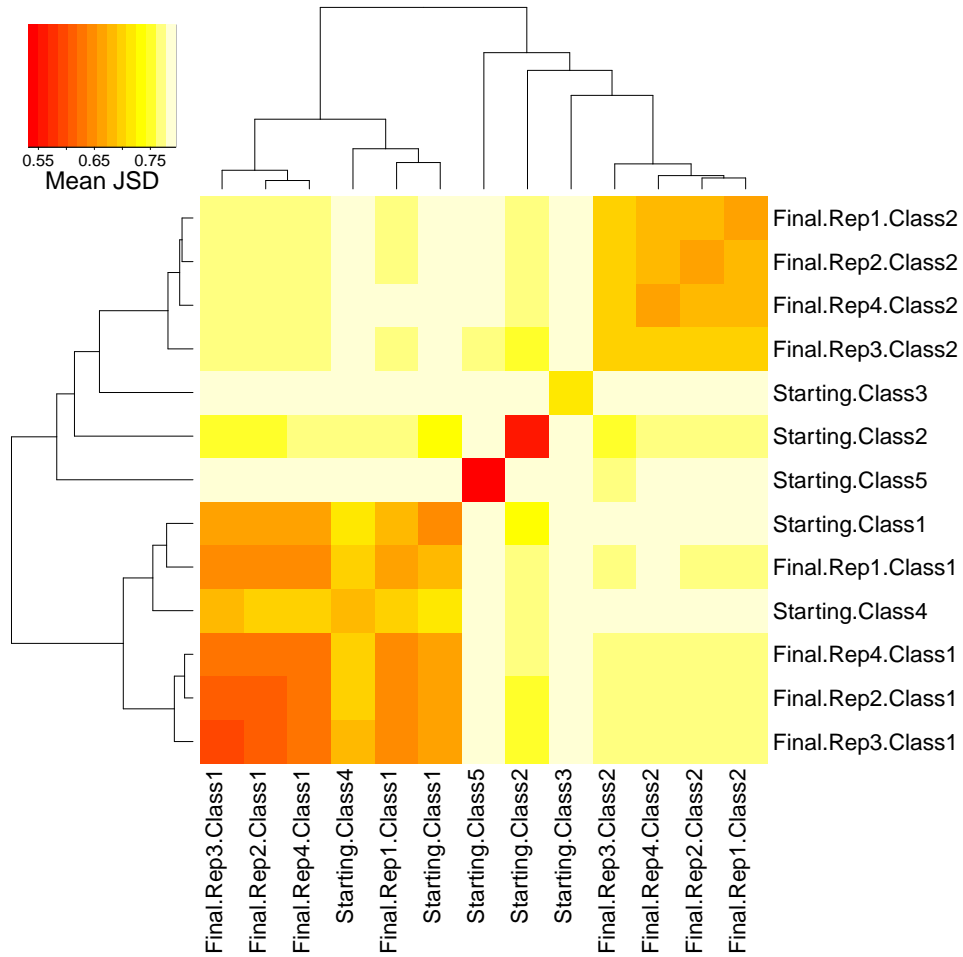 0.55 0.65 0.75
Mean JSD
Final.Rep1.Class2
Final.Rep2.Class2
Final.Rep4.Class2
Final.Rep3.Class2
Starting.Class3
Starting.Class2
Starting.Class5
Starting.Class1
Final.Rep1.Class1
Starting.Class4
Final.Rep4.Class1
Final.Rep2.Class1
Final.Rep3.Class1
Final.Rep3.Class1
Final.Rep2.Class1
Final.Rep4.Class1
Starting.Class4
Final.Rep1.Class1
Starting.Class1
Starting.Class5
Starting.Class2
Starting.Class3
Final.Rep3.Class2
Final.Rep4.Class2
Final.Rep2.Class2
Final.Rep1.Class2